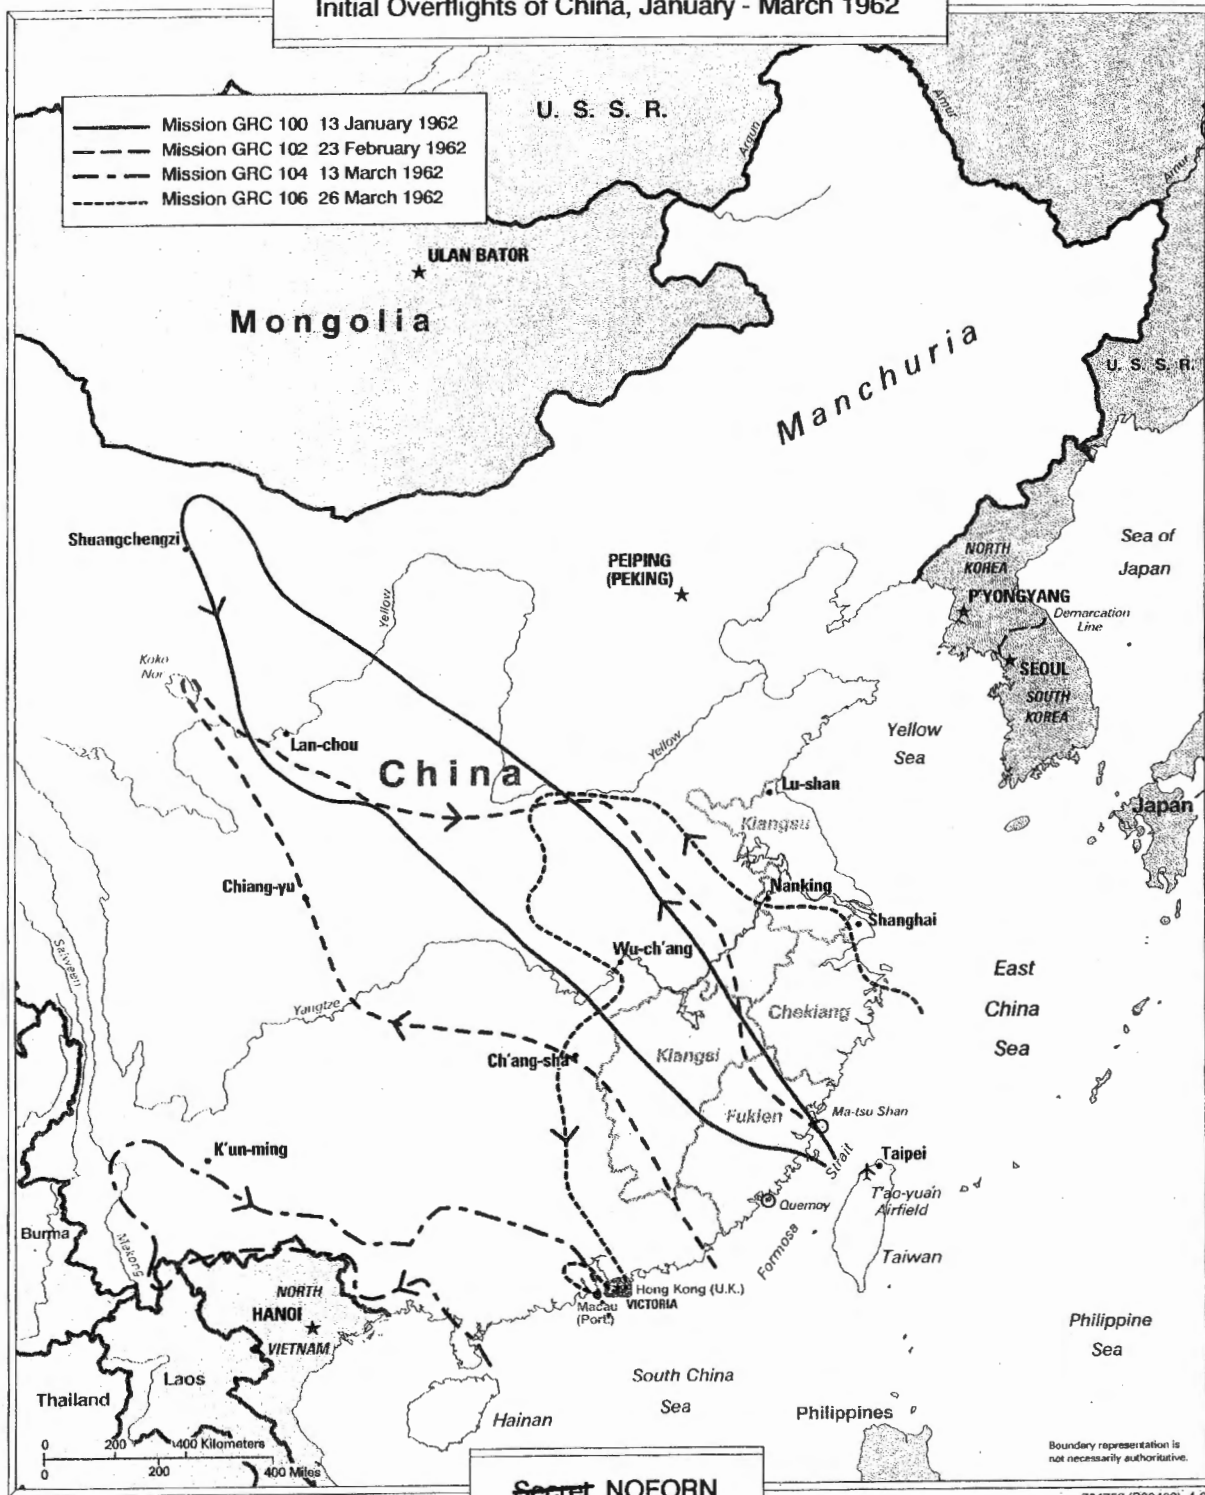 Initial Overflights of China, January - March 1962
Mission GRC 100 13 January 1962
Mission GRC 102 23 February 1962
Mission GRC 104 13 March 1962
Mission GRC 106 26 March 1962
U. S. S. R.
Argun
Amur
Amur
ULAN BATOR
Mongolia
Manchuria
U. S. S. R.
Shuangchengzi
PEIPING
(PEKING)
NORTH
KOREA
Sea of
Japan
P'YONGYANG
Demarcation
Line
Yellow
Koko
Nor
SEOUL
SOUTH
KOREA
Lan-chou
Yellow
Yellow
Sea
China
Lu-shan
Kiangsu
Japan
Chiang-yu
Nanking
Shanghai
Salween
Wu-ch'ang
East
China
Sea
Yangtze
Chekiang
Ch'ang-sha
Kiangsi
Fukien
Ma-tsu Shan
K'un-ming
Strait
Taipei
T'ao-yuan
Airfield
Quemoy
Burma
Mekong
Formosa
Taiwan
NORTH
HANOI
VIETNAM
Hong Kong (U.K.)
VICTORIA
Macau
(Port.)
Philippine
Sea
Thailand
Laos
South China
Sea
Hainan
Philippines
0 200 400 Kilometers
0 200 400 Miles
Boundary representation is
not necessarily authoritative.
Secret NOFORN